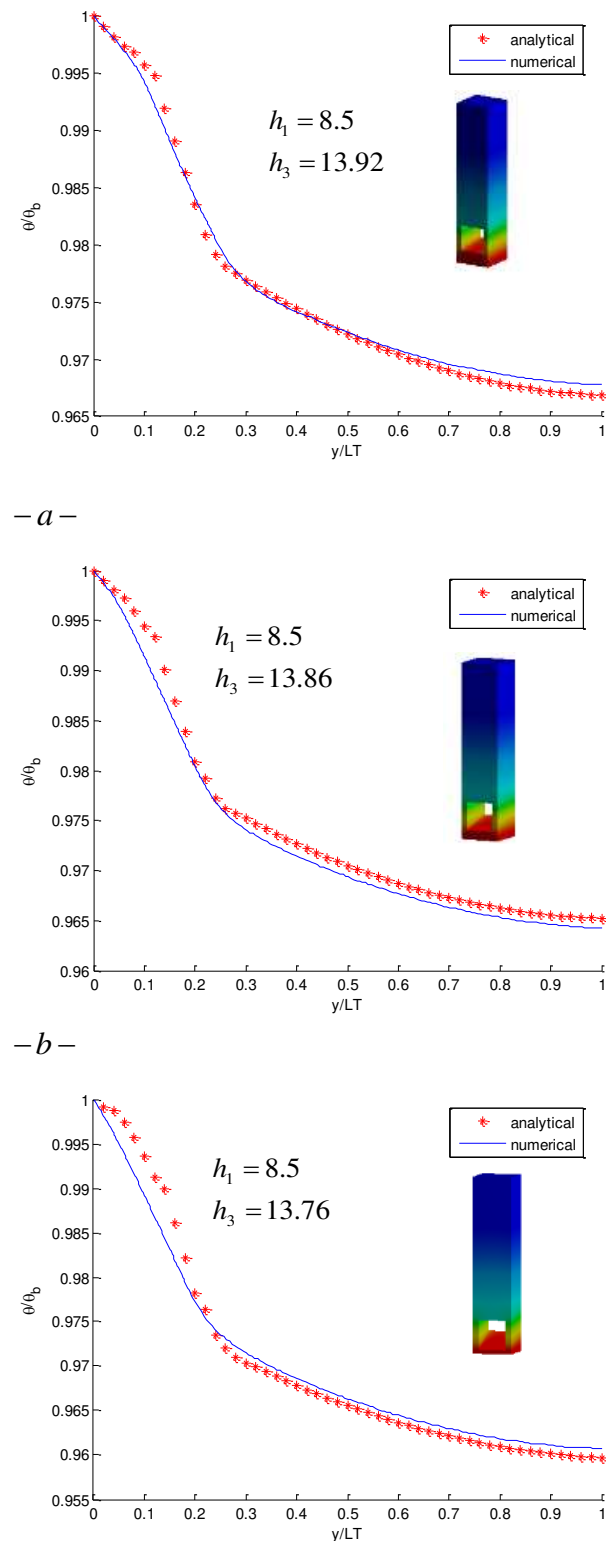 1
0.995
0.99
0.985
0.98
0.975
0.97
0.965
θ/θb
analytical
numerical
h1 = 8.5
h3 = 13.92
0 0.1 0.2 0.3 0.4 0.5 0.6 0.7 0.8 0.9 1
y/LT
– a –
1
0.995
0.99
0.985
0.98
0.975
0.97
0.965
0.96
θ/θb
analytical
numerical
h1 = 8.5
h3 = 13.86
0 0.1 0.2 0.3 0.4 0.5 0.6 0.7 0.8 0.9 1
y/LT
– b –
1
0.995
0.99
0.985
0.98
0.975
0.97
0.965
0.96
0.955
θ/θb
analytical
numerical
h1 = 8.5
h3 = 13.76
0 0.1 0.2 0.3 0.4 0.5 0.6 0.7 0.8 0.9 1
y/LT